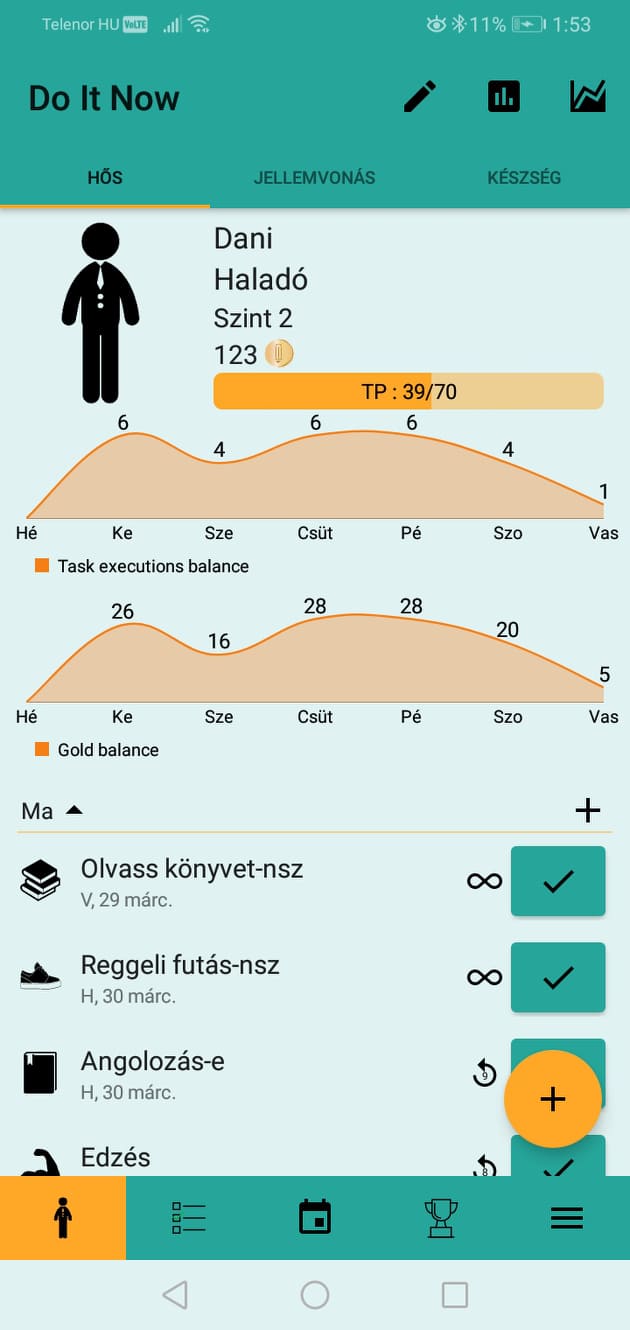 Telenor HU VoLTE 11% 1:53
Do It Now
HŐS JELLEMVONÁS KÉSZSÉG
Dani
Haladó
Szint 2
123
TP : 39/70
6 4 6 6 4 1
Hé Ke Sze Csüt Pé Szo Vas
Task executions balance
26 16 28 28 20 5
Hé Ke Sze Csüt Pé Szo Vas
Gold balance
Ma
Olvass könyvet-nsz
V, 29 márc.
Reggeli futás-nsz
H, 30 márc.
Angolozás-e
9
H, 30 márc.
Edzés
8